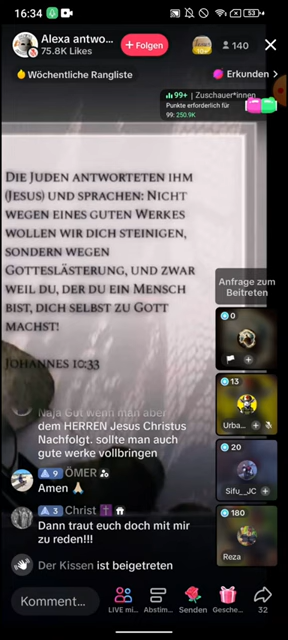 16:34
53
Alexa antwo...
75.8K Likes
+ Folgen
10+
140
Wöchentliche Rangliste
Erkunden >
99+ | Zuschauer*innen
Punkte erforderlich für
99: 250.9K
DIE JUDEN ANTWORTETEN IHM
(JESUS) UND SPRACHEN: NICHT
WEGEN EINES GUTEN WERKES
WOLLEN WIR DICH STEINIGEN,
SONDERN WEGEN
GOTTESLÄSTERUNG, UND ZWAR
WEIL DU, DER DU EIN MENSCH
BIST, DICH SELBST ZU GOTT
MACHST!
JOHANNES 10:33
Anfrage zum
Beitreten
0
13
Urba...
20
Sifu_JC
180
Reza
Naja Gut wenn man aber
dem HERREN Jesus Christus
Nachfolgt. sollte man auch
gute werke vollbringen
9 ÖMER
Amen 🙏
3 Christ
Dann traut euch doch mit mir
zu reden!!!
Der Kissen ist beigetreten
Komment...
LIVE mi...
Abstim...
Senden
Gesche...
32